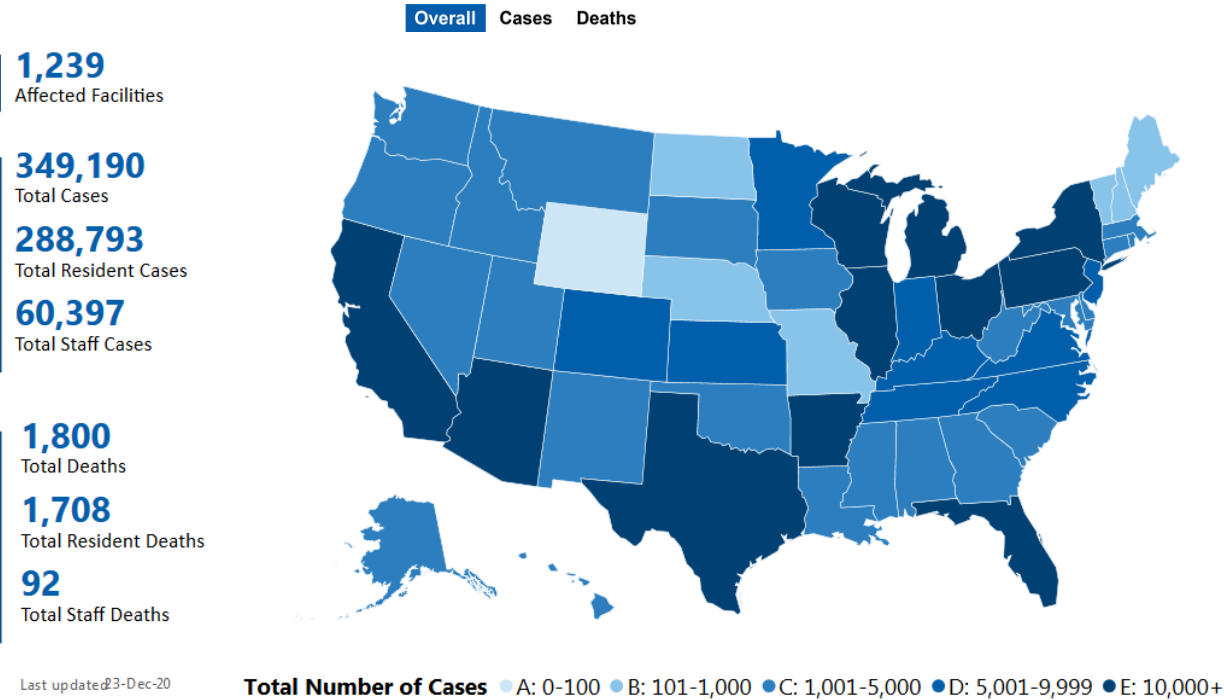 Overall Cases Deaths
1,239
Affected Facilities
349,190
Total Cases
288,793
Total Resident Cases
60,397
Total Staff Cases
1,800
Total Deaths
1,708
Total Resident Deaths
92
Total Staff Deaths
Last updated 23-Dec-20
Total Number of Cases A: 0-100 B: 101-1,000 C: 1,001-5,000 D: 5,001-9,999 E: 10,000+